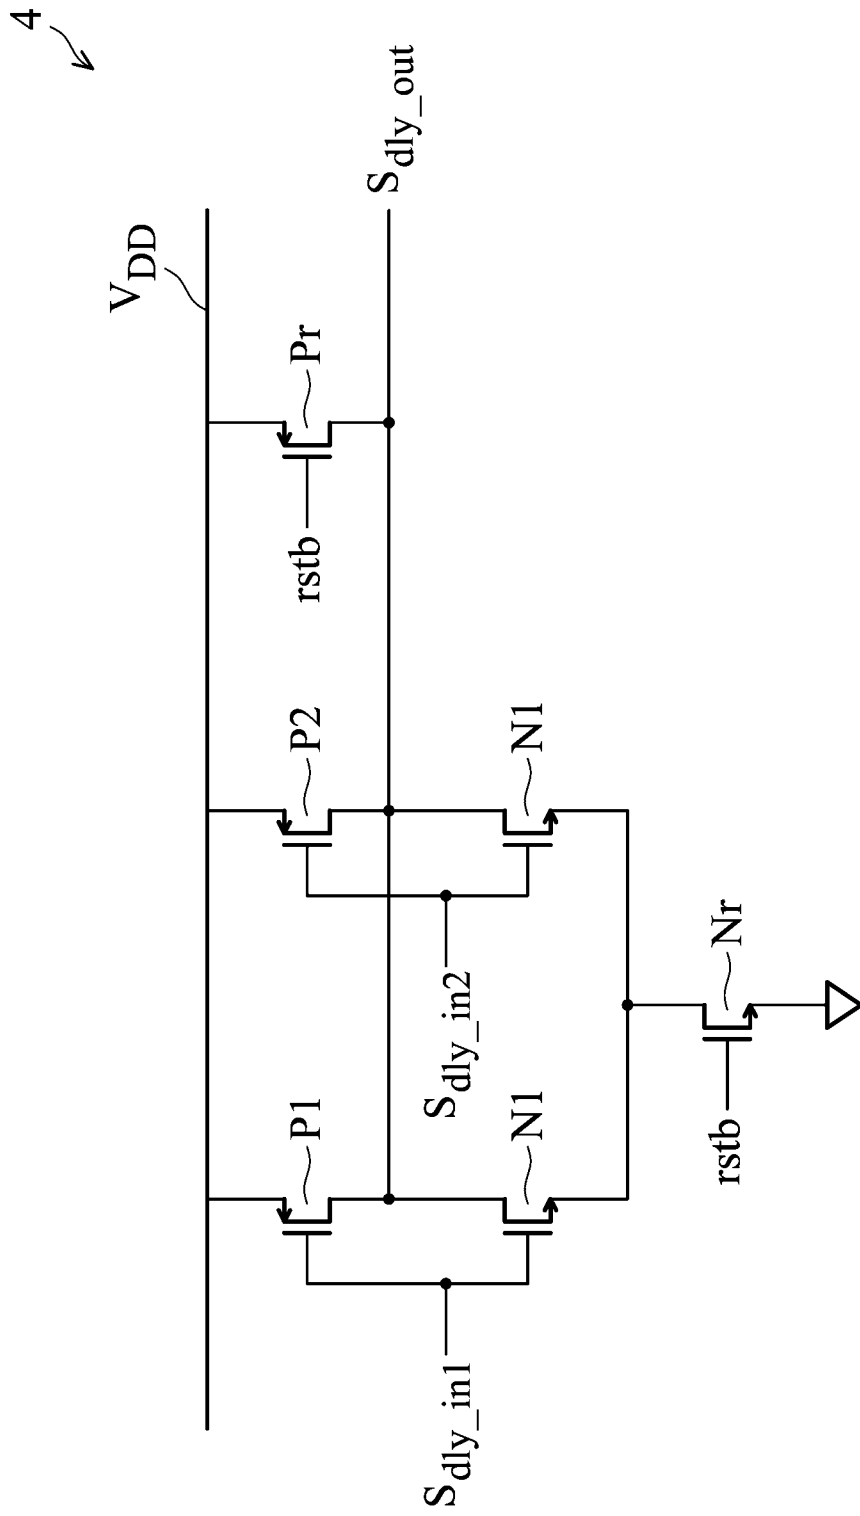 4
V_DD
S_dly_out
Pr
rstb
P2
N1
S_dly_in2
P1
N1
S_dly_in1
Nr
rstb